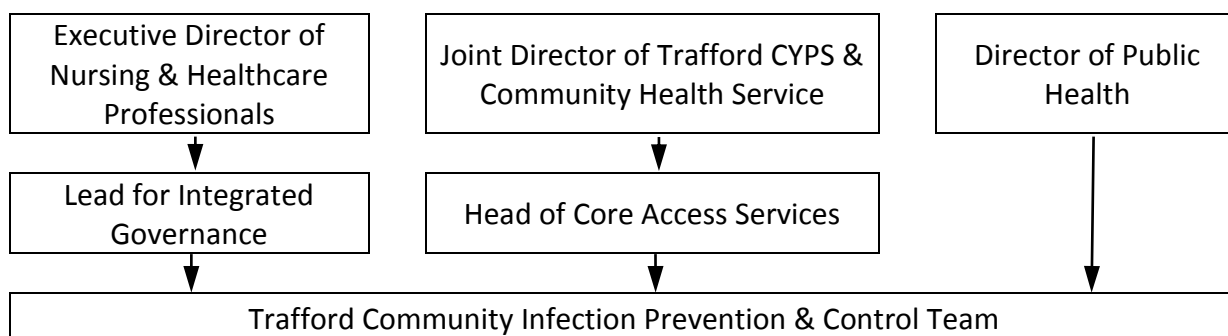 Executive Director of
Nursing & Healthcare
Professionals
Joint Director of Trafford CYPS &
Community Health Service
Director of Public
Health
Lead for Integrated
Governance
Head of Core Access Services
Trafford Community Infection Prevention & Control Team